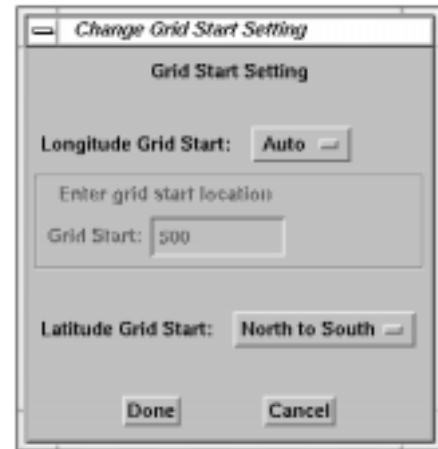 Change Grid Start Setting
Grid Start Setting
Longitude Grid Start: Auto
Enter grid start location
Grid Start: 500
Latitude Grid Start: North to South
Done Cancel